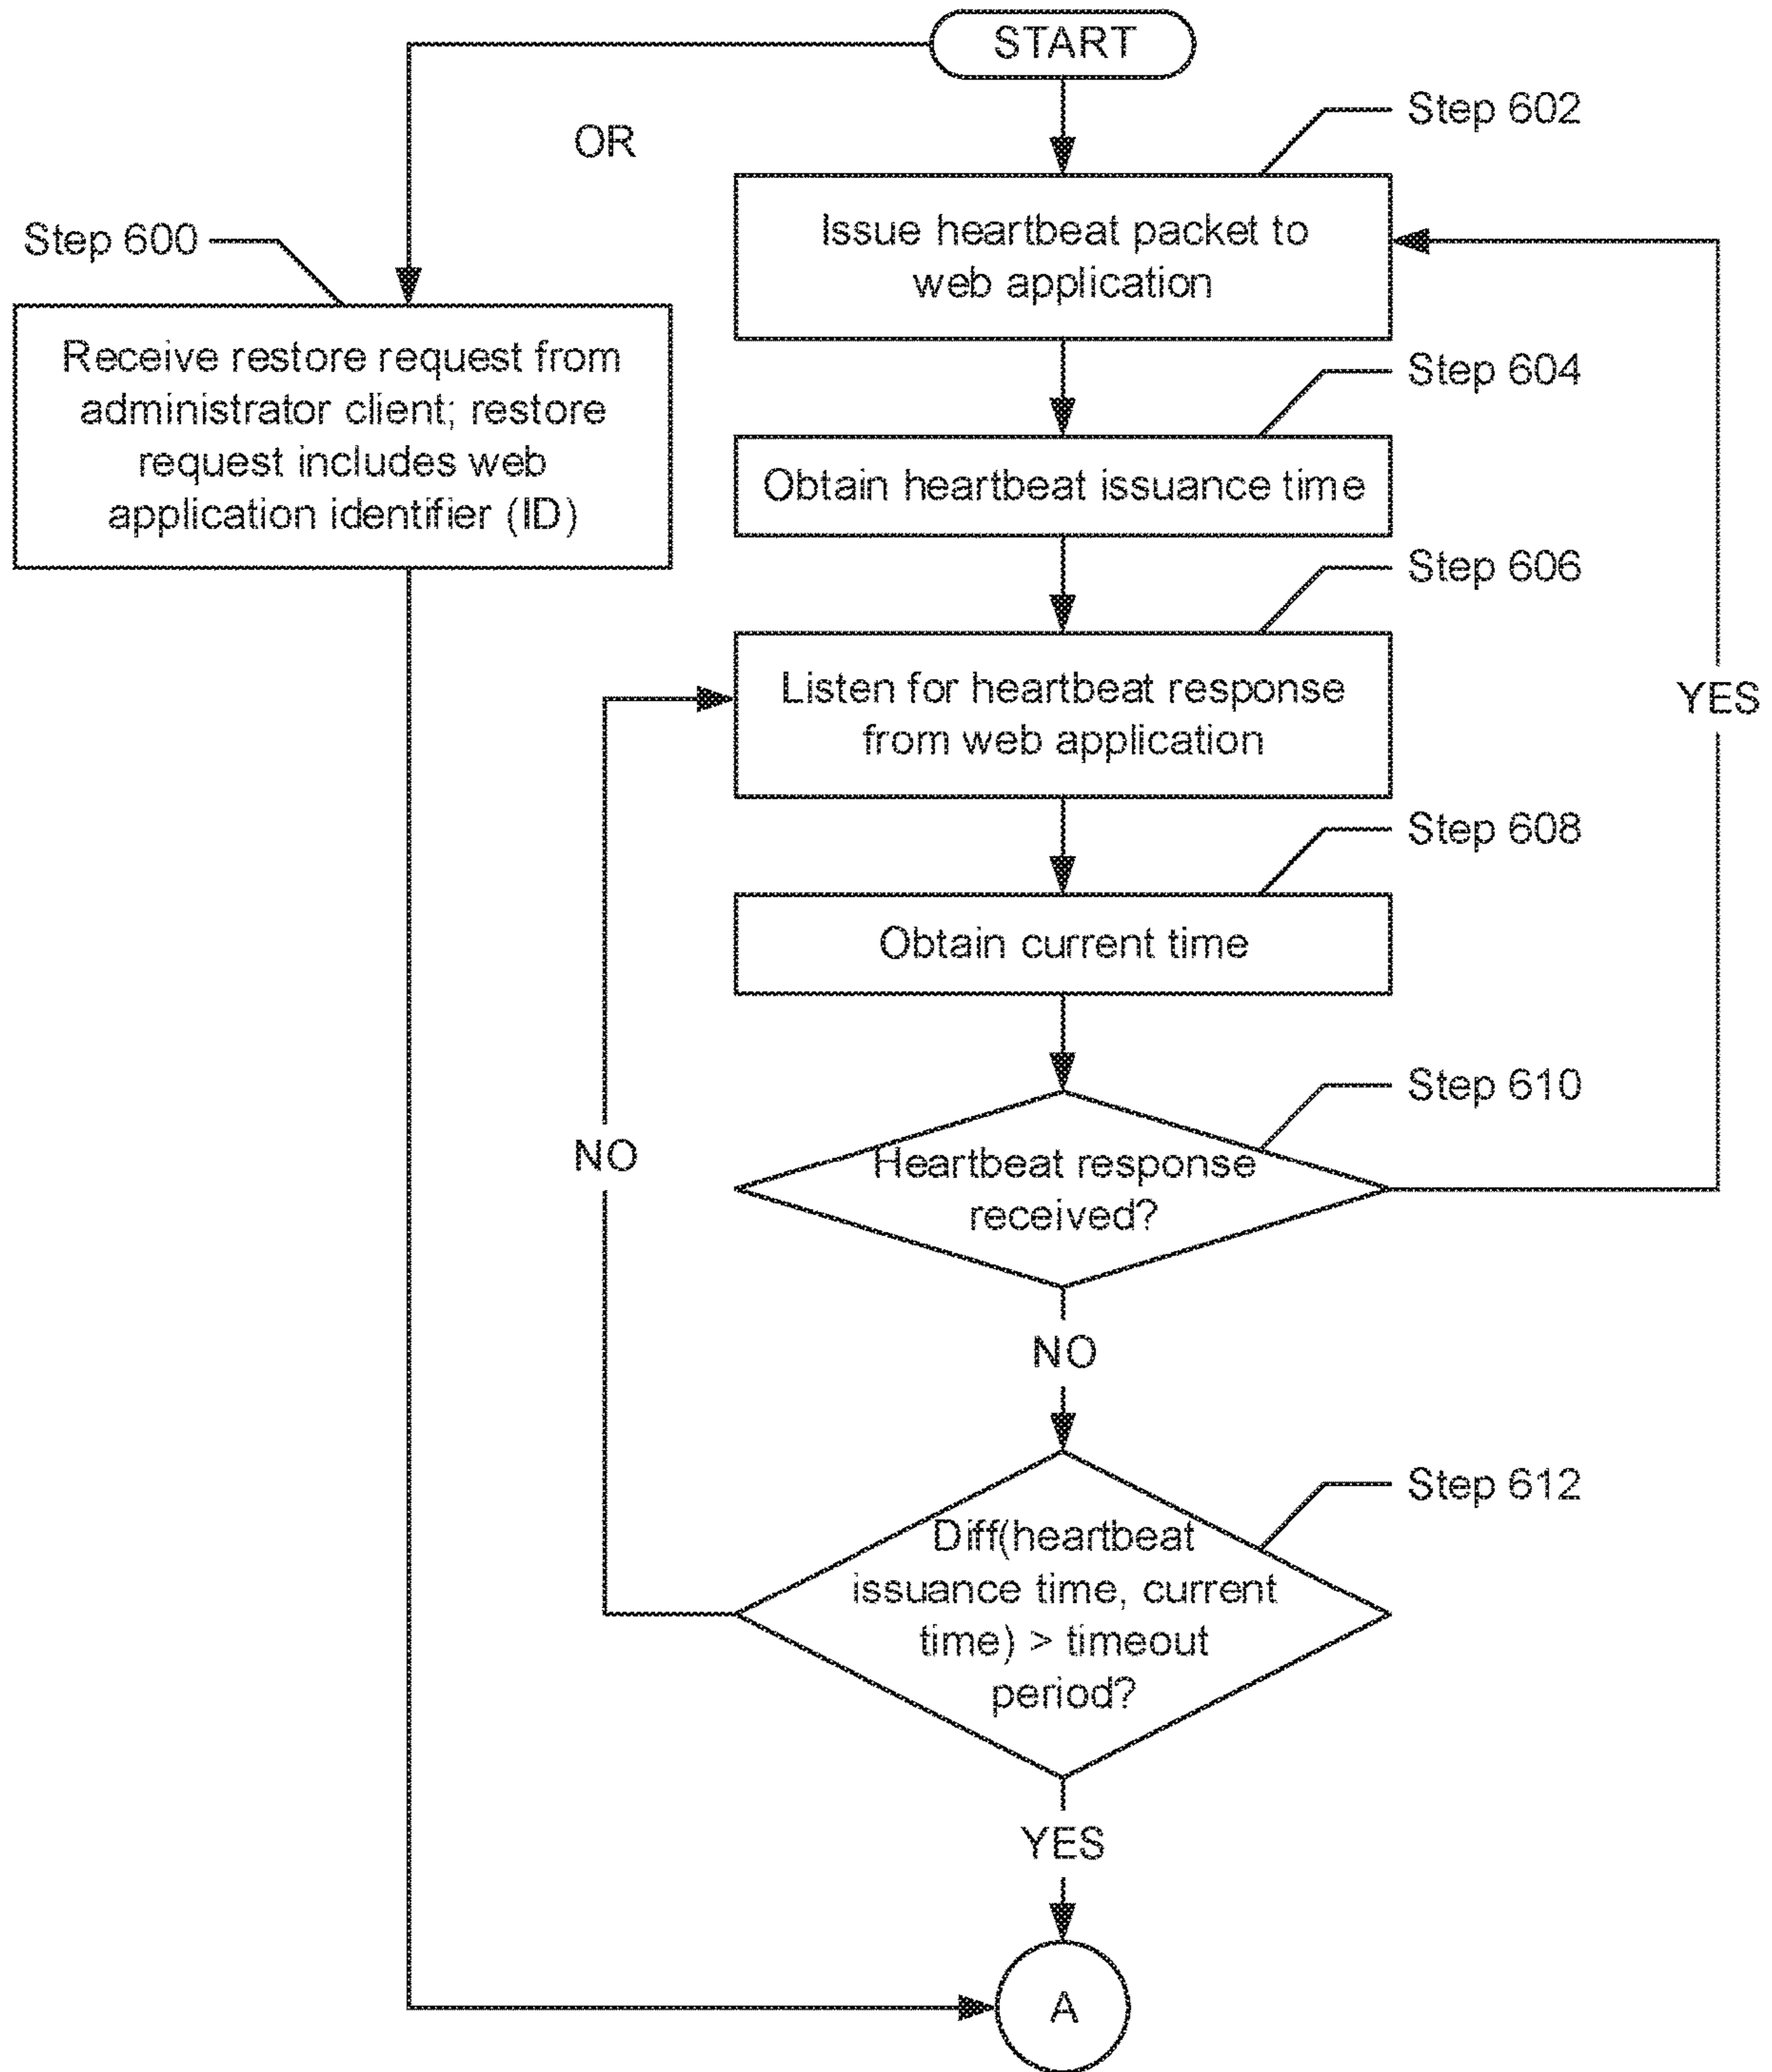 START
OR
Step 602
Issue heartbeat packet to
web application
Step 600
Receive restore request from
administrator client; restore
request includes web
application identifier (ID)
Step 604
Obtain heartbeat issuance time
Step 606
Listen for heartbeat response
from web application
YES
Step 608
Obtain current time
Step 610
Heartbeat response
received?
NO
NO
Step 612
Diff(heartbeat
issuance time, current
time) > timeout
period?
YES
A